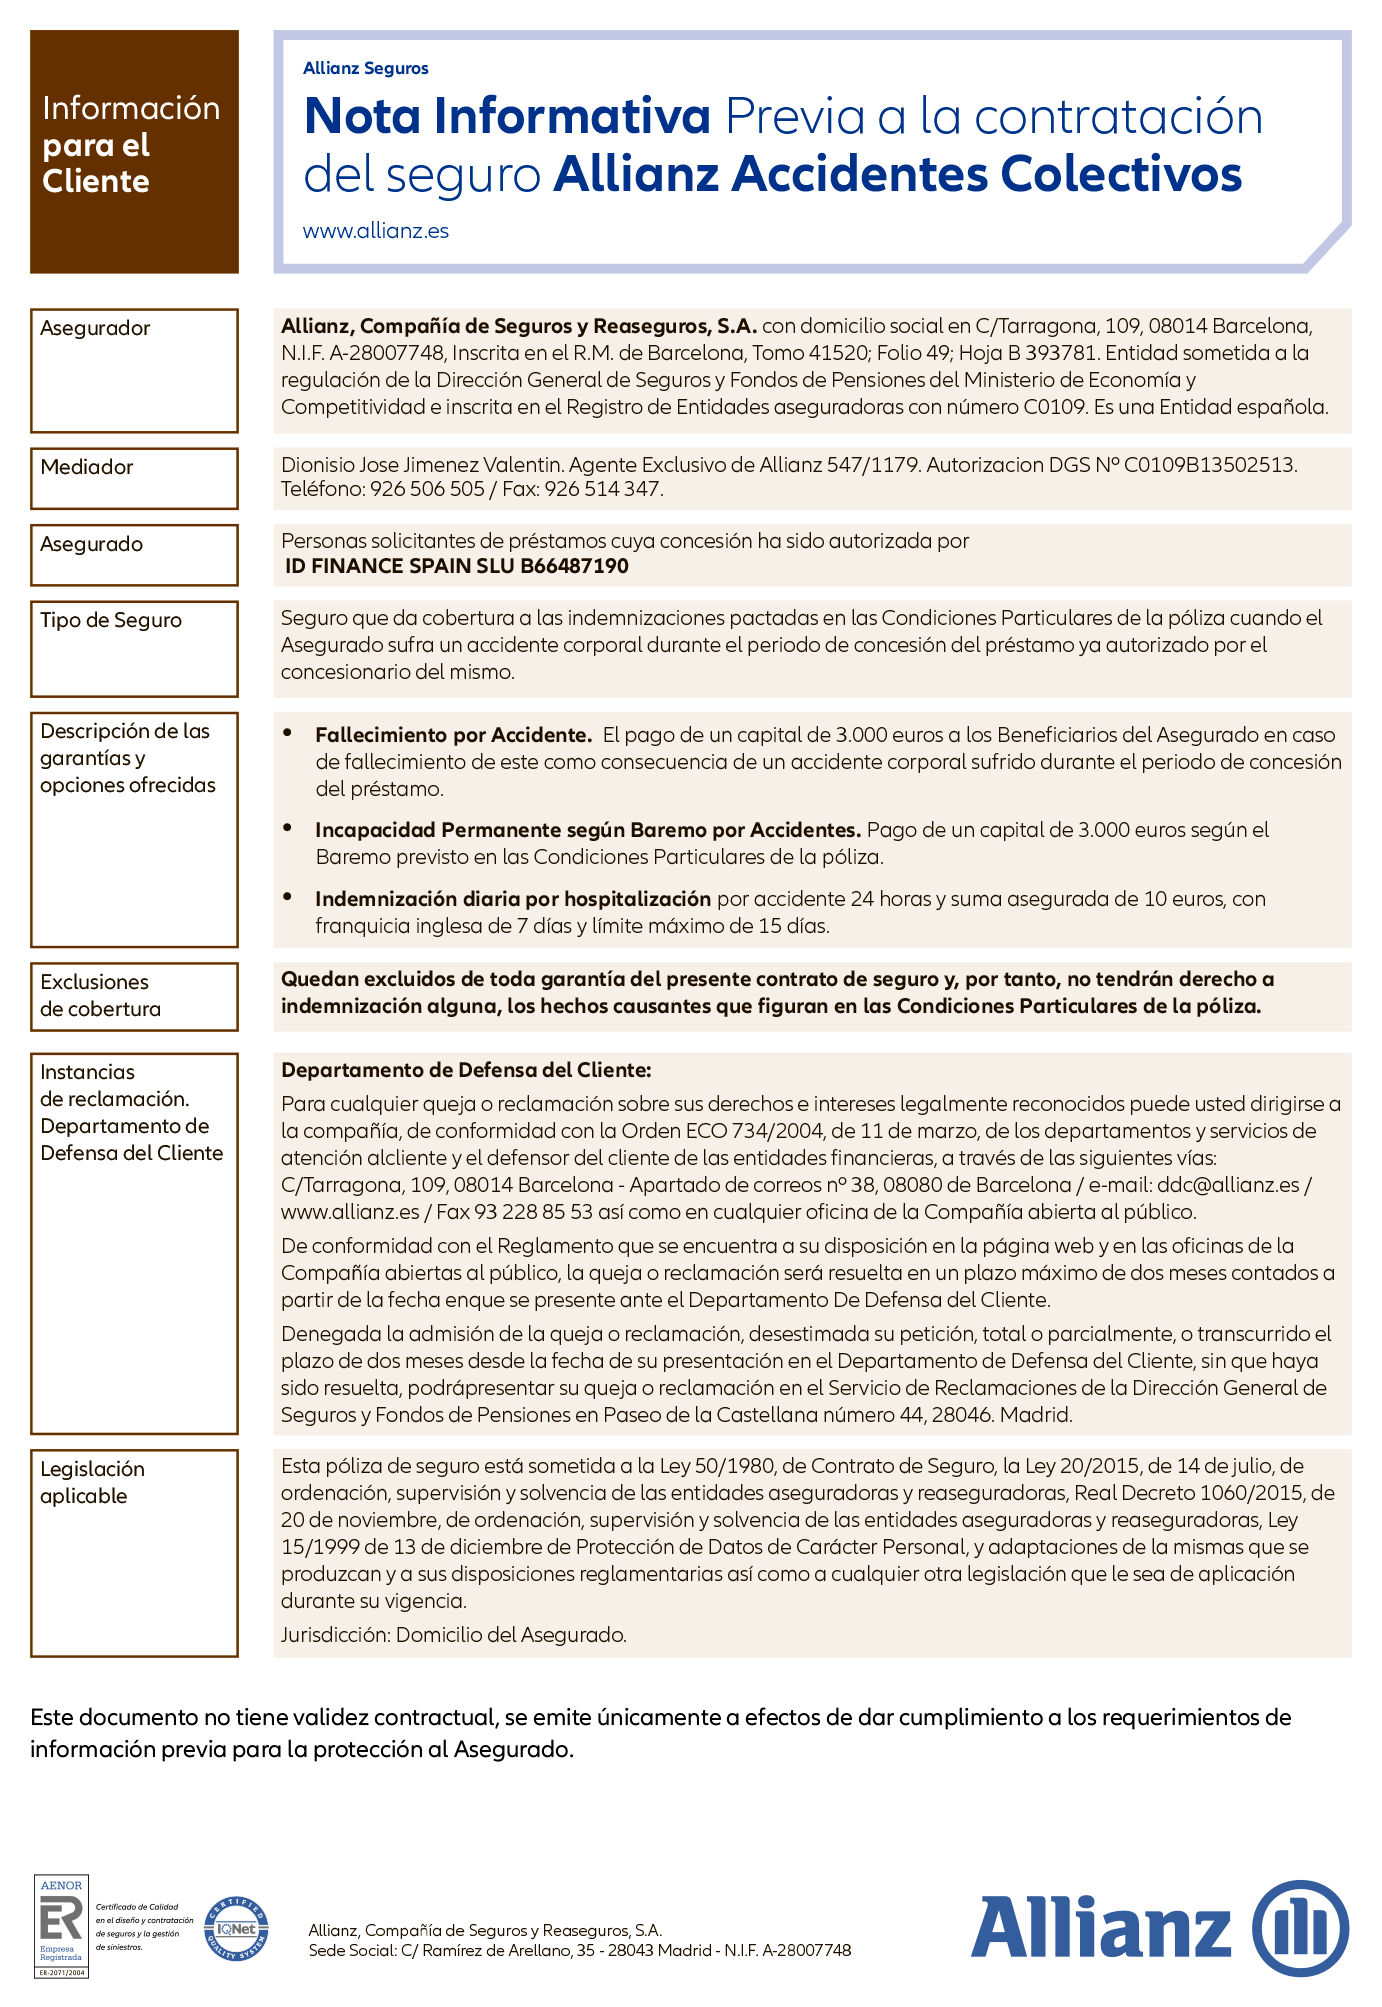 Información
para el
Cliente
Allianz Seguros
Nota Informativa Previa a la contratación
del seguro Allianz Accidentes Colectivos
www.allianz.es
Asegurador
Allianz, Compañía de Seguros y Reaseguros, S.A. con domicilio social en C/Tarragona, 109, 08014 Barcelona,
N.I.F. A-28007748, Inscrita en el R.M. de Barcelona, Tomo 41520; Folio 49; Hoja B 393781. Entidad sometida a la
regulación de la Dirección General de Seguros y Fondos de Pensiones del Ministerio de Economía y
Competitividad e inscrita en el Registro de Entidades aseguradoras con número C0109. Es una Entidad española.
Mediador
Dionisio Jose Jimenez Valentin. Agente Exclusivo de Allianz 547/1179. Autorizacion DGS Nº C0109B13502513.
Teléfono: 926 506 505 / Fax: 926 514 347.
Asegurado
Personas solicitantes de préstamos cuya concesión ha sido autorizada por
ID FINANCE SPAIN SLU B66487190
Tipo de Seguro
Seguro que da cobertura a las indemnizaciones pactadas en las Condiciones Particulares de la póliza cuando el
Asegurado sufra un accidente corporal durante el periodo de concesión del préstamo ya autorizado por el
concesionario del mismo.
Descripción de las
garantías y
opciones ofrecidas
• Fallecimiento por Accidente. El pago de un capital de 3.000 euros a los Beneficiarios del Asegurado en caso
de fallecimiento de este como consecuencia de un accidente corporal sufrido durante el periodo de concesión
del préstamo.
• Incapacidad Permanente según Baremo por Accidentes. Pago de un capital de 3.000 euros según el
Baremo previsto en las Condiciones Particulares de la póliza.
• Indemnización diaria por hospitalización por accidente 24 horas y suma asegurada de 10 euros, con
franquicia inglesa de 7 días y límite máximo de 15 días.
Exclusiones
de cobertura
Quedan excluidos de toda garantía del presente contrato de seguro y, por tanto, no tendrán derecho a
indemnización alguna, los hechos causantes que figuran en las Condiciones Particulares de la póliza.
Instancias
de reclamación.
Departamento de
Defensa del Cliente
Departamento de Defensa del Cliente:
Para cualquier queja o reclamación sobre sus derechos e intereses legalmente reconocidos puede usted dirigirse a
la compañía, de conformidad con la Orden ECO 734/2004, de 11 de marzo, de los departamentos y servicios de
atención alcliente y el defensor del cliente de las entidades financieras, a través de las siguientes vías:
C/Tarragona, 109, 08014 Barcelona - Apartado de correos nº 38, 08080 de Barcelona / e-mail: ddc@allianz.es /
www.allianz.es / Fax 93 228 85 53 así como en cualquier oficina de la Compañía abierta al público.
De conformidad con el Reglamento que se encuentra a su disposición en la página web y en las oficinas de la
Compañía abiertas al público, la queja o reclamación será resuelta en un plazo máximo de dos meses contados a
partir de la fecha enque se presente ante el Departamento De Defensa del Cliente.
Denegada la admisión de la queja o reclamación, desestimada su petición, total o parcialmente, o transcurrido el
plazo de dos meses desde la fecha de su presentación en el Departamento de Defensa del Cliente, sin que haya
sido resuelta, podrápresentar su queja o reclamación en el Servicio de Reclamaciones de la Dirección General de
Seguros y Fondos de Pensiones en Paseo de la Castellana número 44, 28046. Madrid.
Legislación
aplicable
Esta póliza de seguro está sometida a la Ley 50/1980, de Contrato de Seguro, la Ley 20/2015, de 14 de julio, de
ordenación, supervisión y solvencia de las entidades aseguradoras y reaseguradoras, Real Decreto 1060/2015, de
20 de noviembre, de ordenación, supervisión y solvencia de las entidades aseguradoras y reaseguradoras, Ley
15/1999 de 13 de diciembre de Protección de Datos de Carácter Personal, y adaptaciones de la mismas que se
produzcan y a sus disposiciones reglamentarias así como a cualquier otra legislación que le sea de aplicación
durante su vigencia.
Jurisdicción: Domicilio del Asegurado.
Este documento no tiene validez contractual, se emite únicamente a efectos de dar cumplimiento a los requerimientos de
información previa para la protección al Asegurado.
AENOR
ER
Empresa
Registrada
ER-2071/2004
Certificado de Calidad
en el diseño y contratación
de seguros y la gestión
de siniestros.
CERTIFIED
IQNet
QUALITY SYSTEM
Allianz, Compañía de Seguros y Reaseguros, S.A.
Sede Social: C/ Ramírez de Arellano, 35 - 28043 Madrid - N.I.F. A-28007748
Allianz